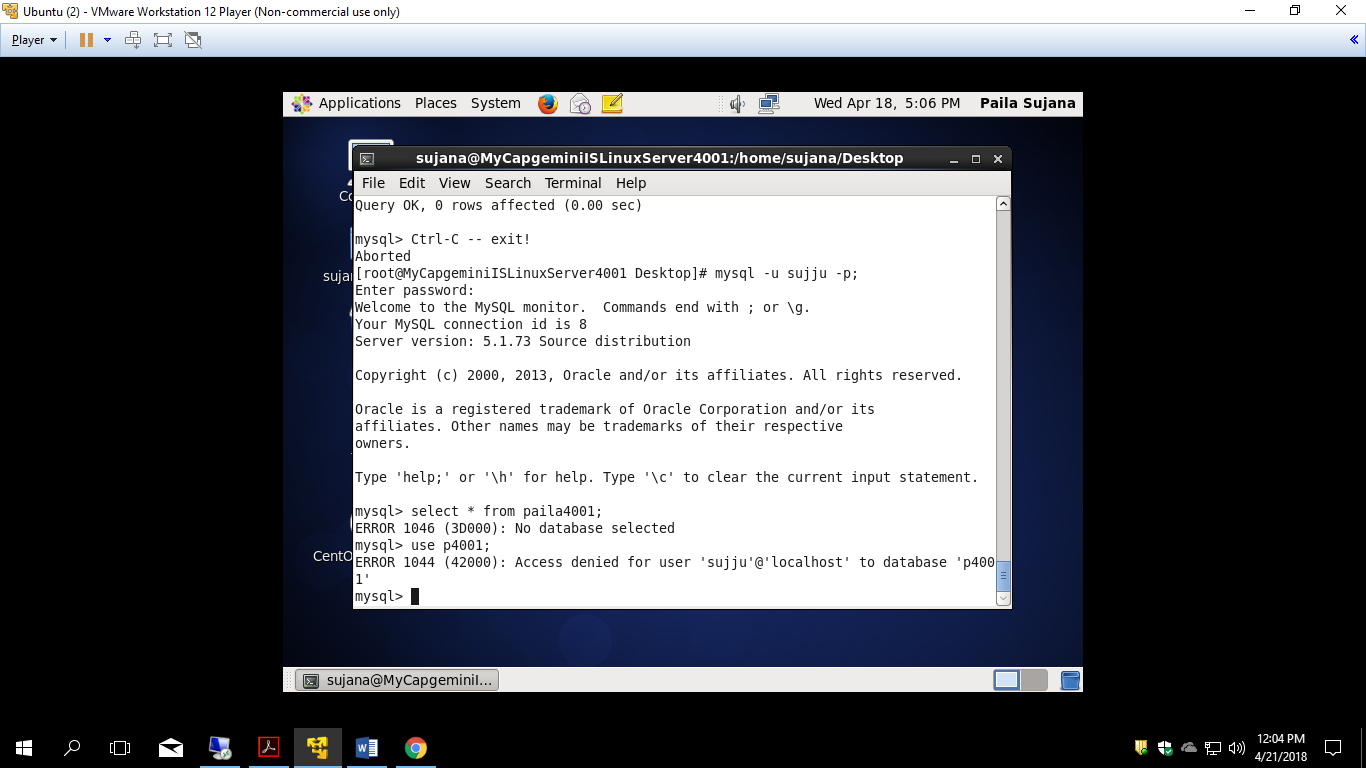 Ubuntu (2) - VMware Workstation 12 Player (Non-commercial use only)
Player
Applications Places System Wed Apr 18, 5:06 PM Paila Sujana
sujana@MyCapgeminiISLinuxServer4001:/home/sujana/Desktop
File Edit View Search Terminal Help
Query OK, 0 rows affected (0.00 sec)
mysql> Ctrl-C -- exit!
Aborted
[root@MyCapgeminiISLinuxServer4001 Desktop]# mysql -u sujju -p;
Enter password:
Welcome to the MySQL monitor.  Commands end with ; or \g.
Your MySQL connection id is 8
Server version: 5.1.73 Source distribution
Copyright (c) 2000, 2013, Oracle and/or its affiliates. All rights reserved.
Oracle is a registered trademark of Oracle Corporation and/or its
affiliates. Other names may be trademarks of their respective
owners.
Type 'help;' or '\h' for help. Type '\c' to clear the current input statement.
mysql> select * from paila4001;
ERROR 1046 (3D000): No database selected
mysql> use p4001;
ERROR 1044 (42000): Access denied for user 'sujju'@'localhost' to database 'p400
1'
mysql>
sujana@MyCapgeminiI...
12:04 PM
4/21/2018